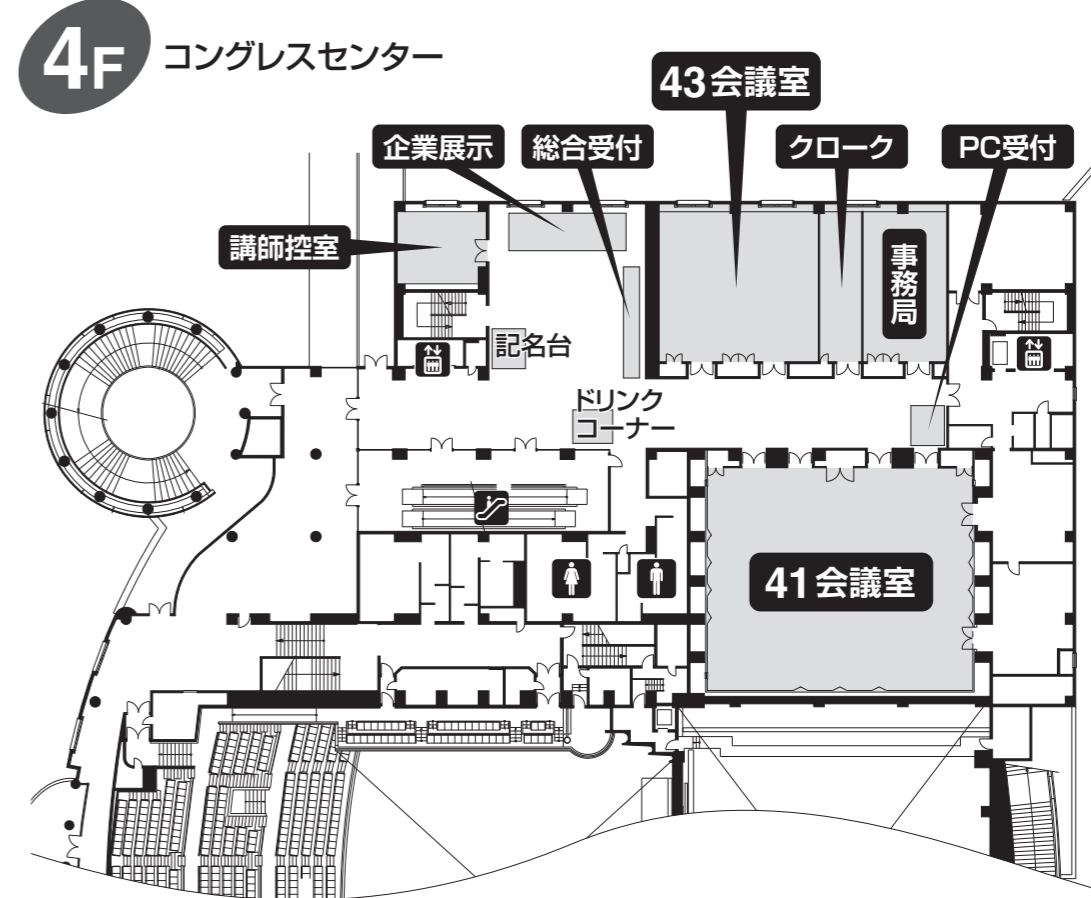 4F コングレスセンター
43会議室
企業展示
総合受付
クローク
PC受付
講師控室
事務局
記名台
ドリンク
コーナー
41会議室